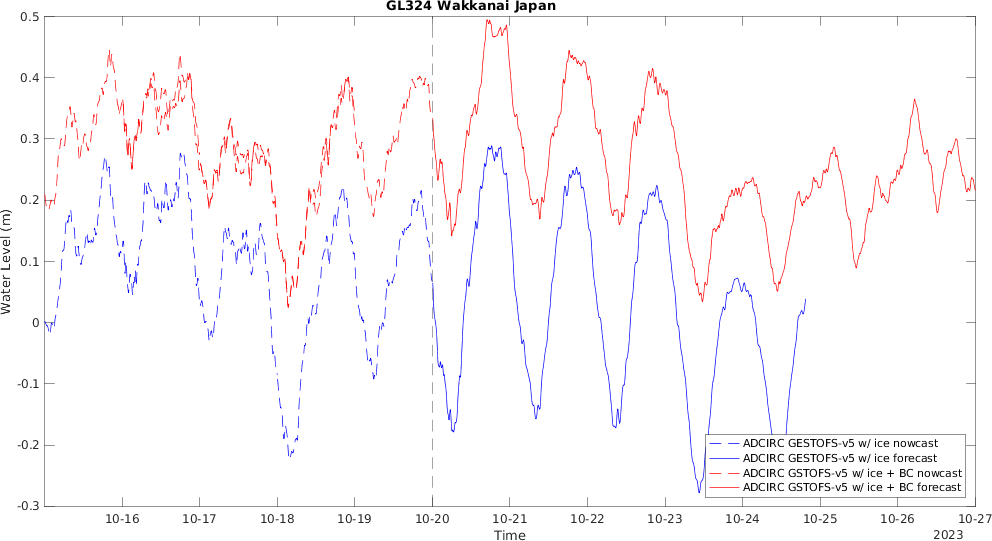 GL324 Wakkanai Japan
Water Level (m)
0.5
0.4
0.3
0.2
0.1
0
-0.1
-0.2
-0.3
ADCIRC GESTOFS-v5 w/ ice nowcast
ADCIRC GESTOFS-v5 w/ ice forecast
ADCIRC GSTOFS-v5 w/ ice + BC nowcast
ADCIRC GSTOFS-v5 w/ ice + BC forecast
10-16 10-17 10-18 10-19 10-20 10-21 10-22 10-23 10-24 10-25 10-26 10-27
Time
2023